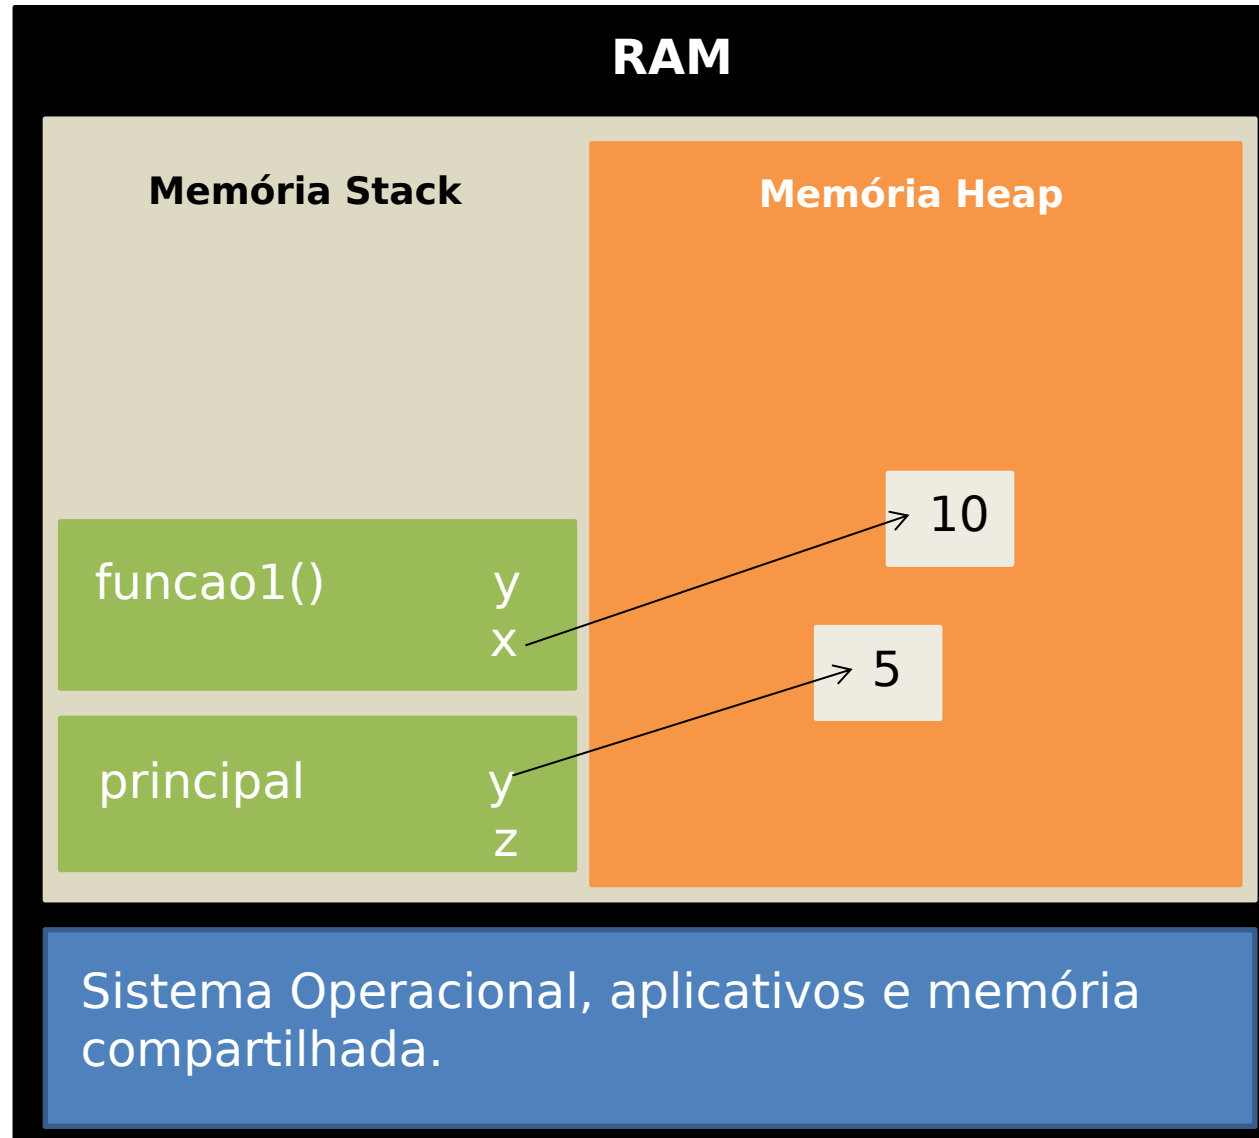 RAM
Memória Stack
Memória Heap
10
funcao1() y
x
5
principal y
z
Sistema Operacional, aplicativos e memória
compartilhada.